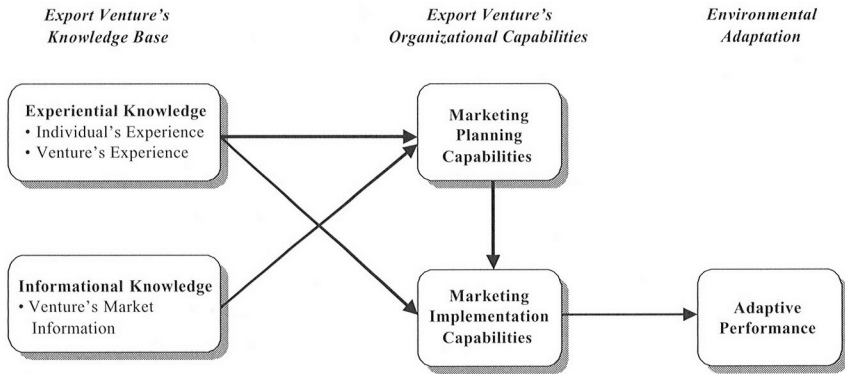 Export Venture's
Knowledge Base
Export Venture's
Organizational Capabilities
Environmental
Adaptation
Experiential Knowledge
• Individual's Experience
• Venture's Experience
Marketing
Planning
Capabilities
Informational Knowledge
• Venture's Market
Information
Marketing
Implementation
Capabilities
Adaptive
Performance